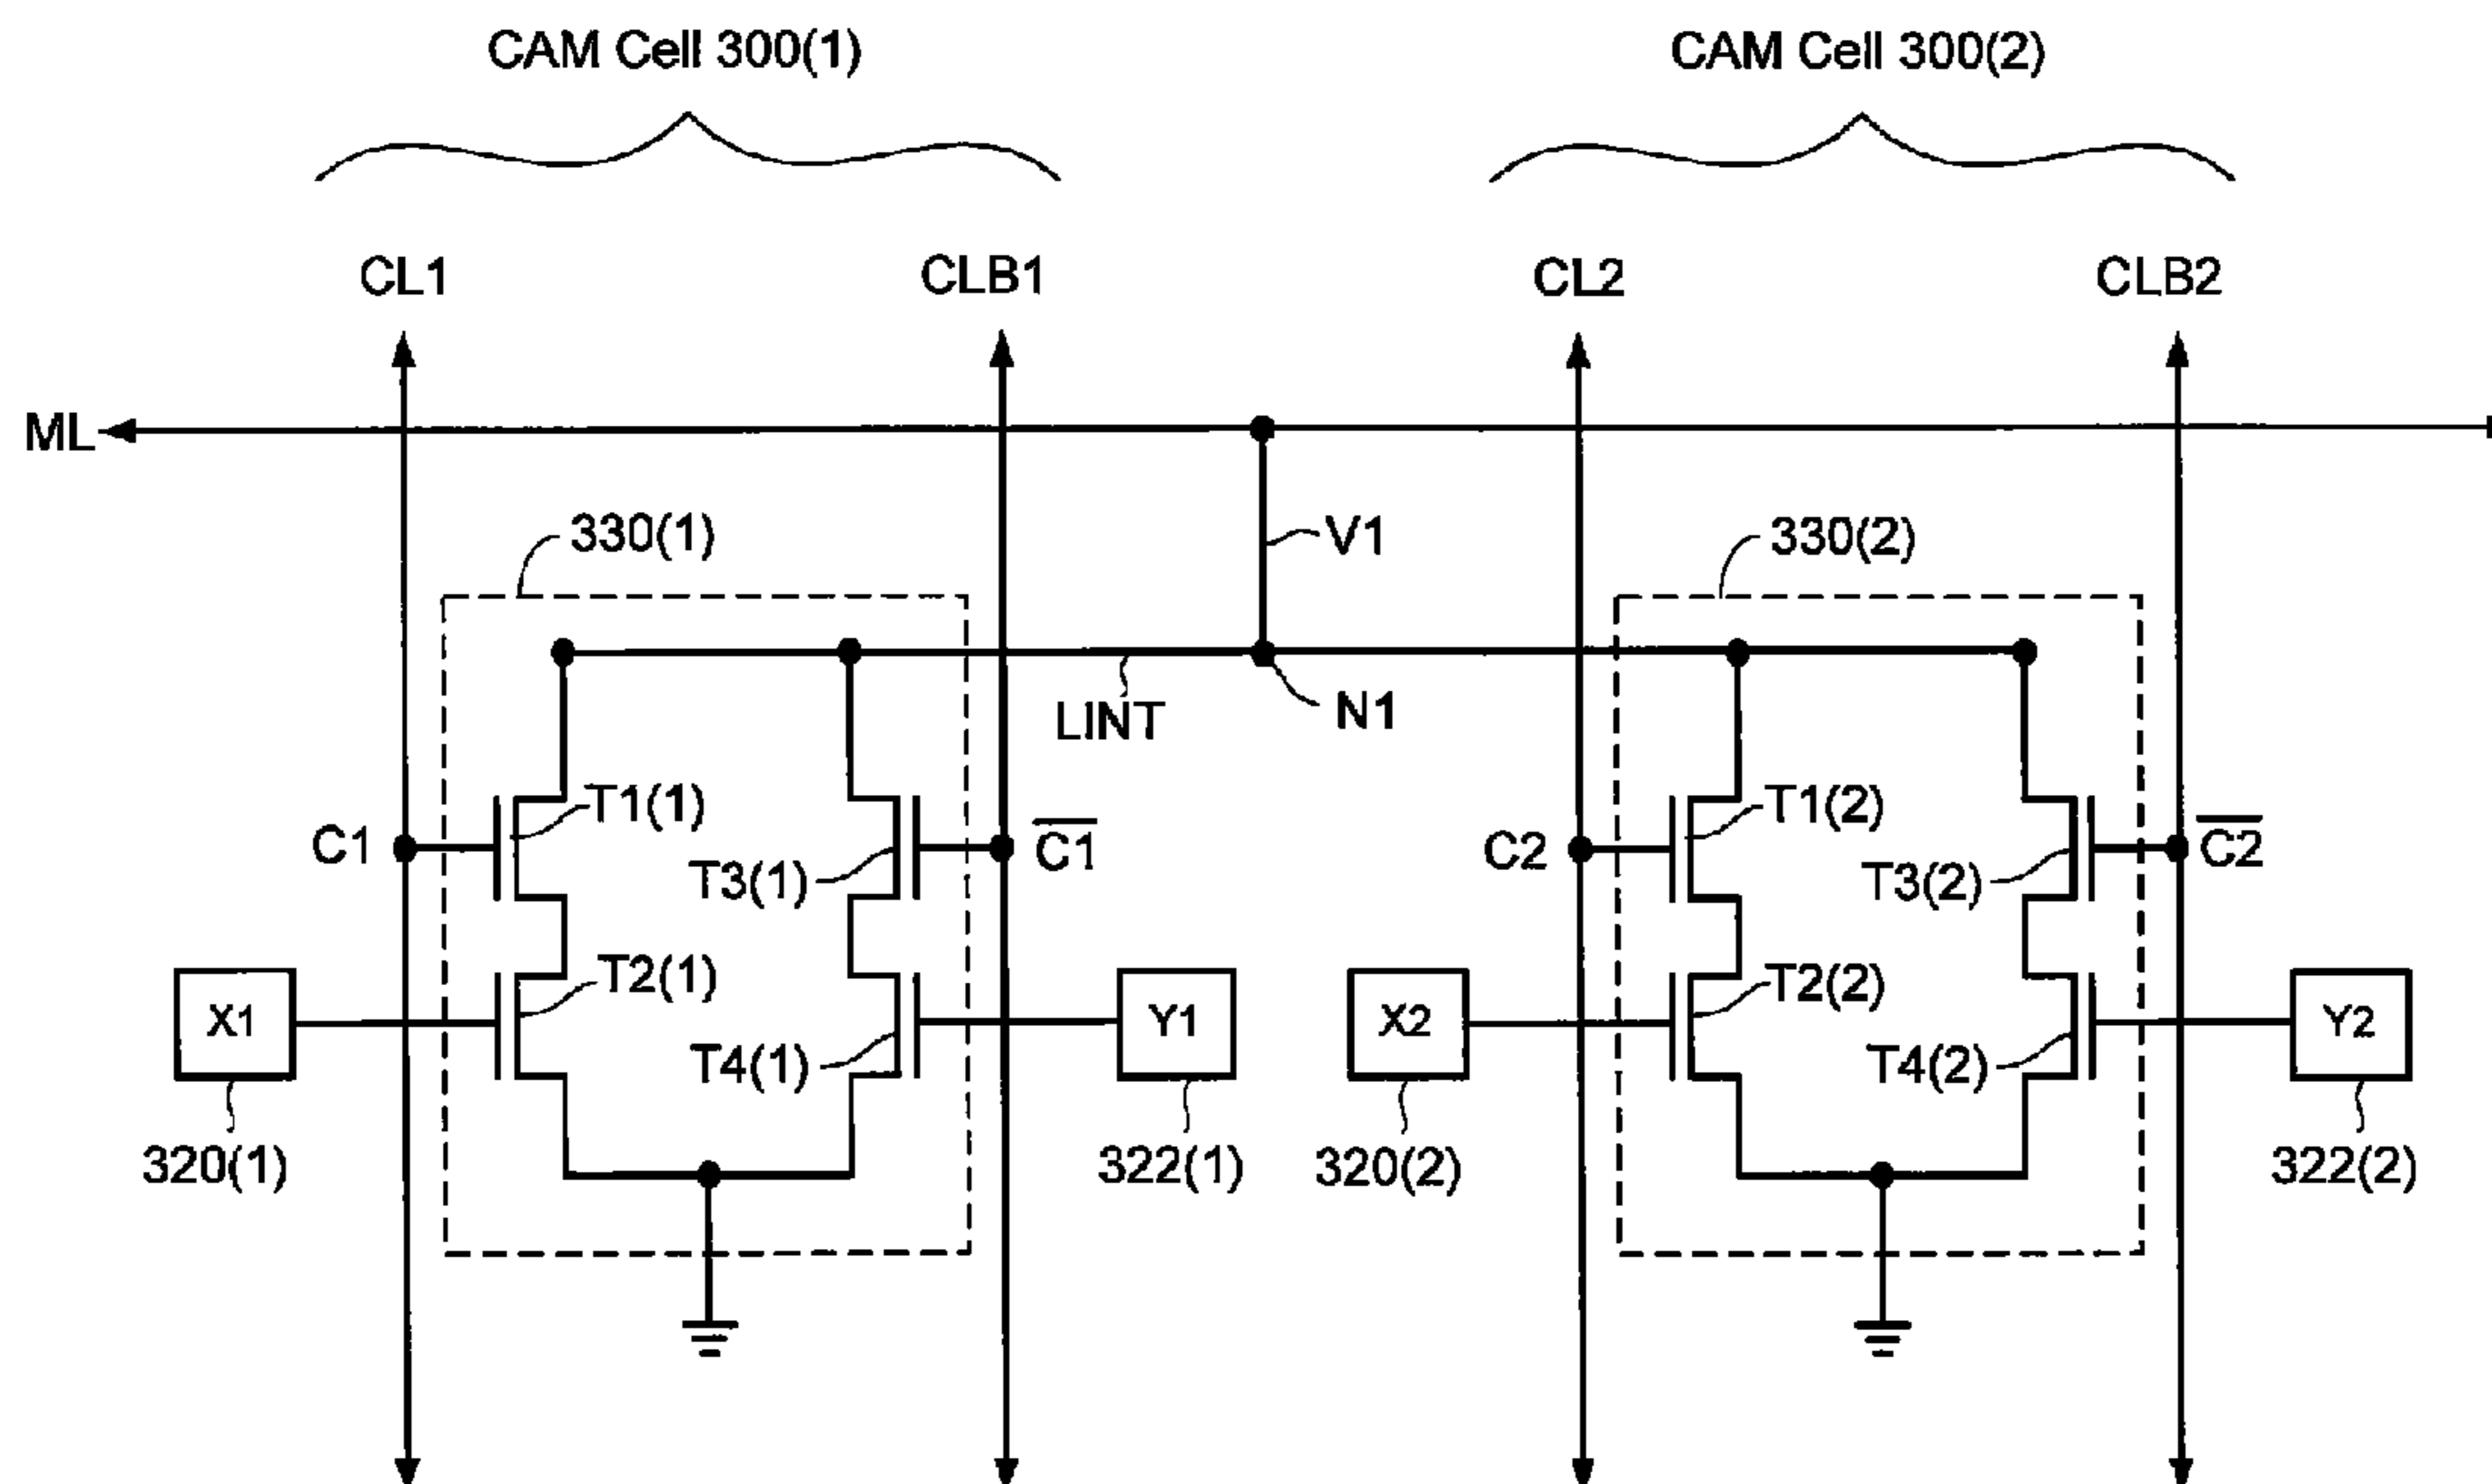 CAM Cell 300(1) CAM Cell 300(2)
CL1 CLB1 CL2 CLB2
ML
330(1) V1 330(2)
LINT N1
T1(1) T1(2)
C1 C̅1̅ C2 C̅2̅
T3(1) T3(2)
X1 T2(1) Y1 X2 T2(2) Y2
T4(1) T4(2)
320(1) 322(1) 320(2) 322(2)